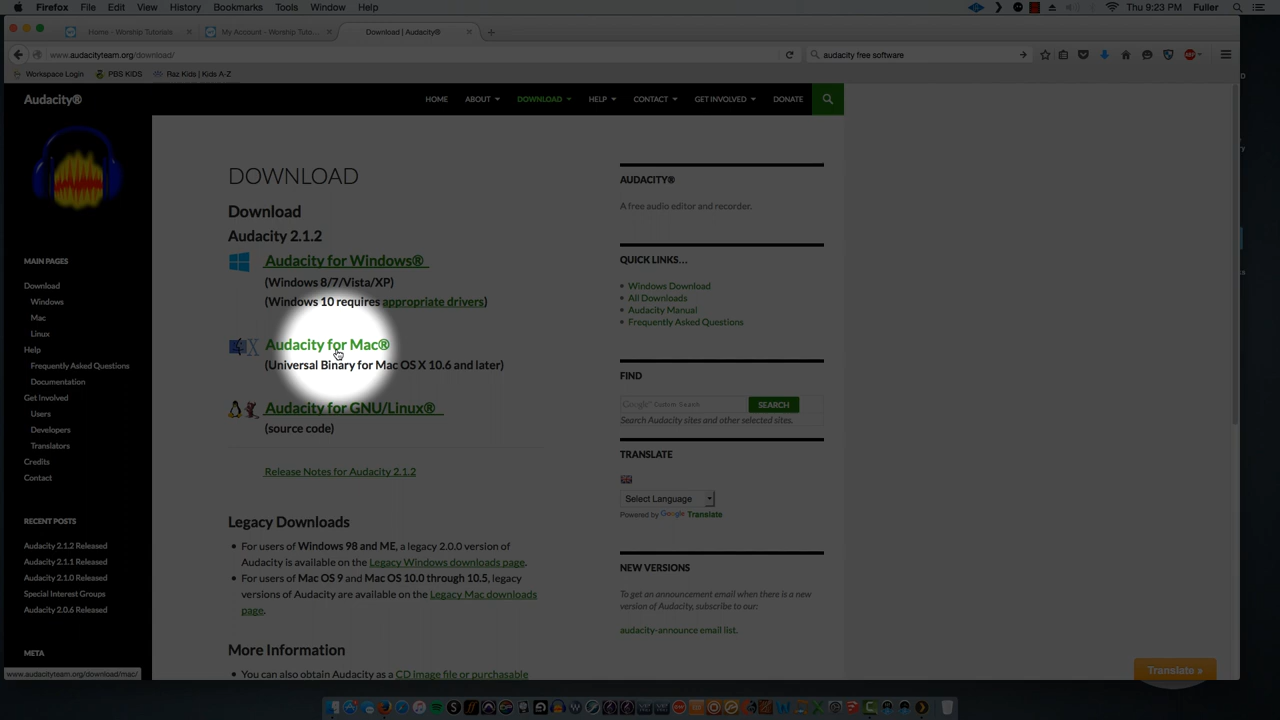 Firefox File Edit View History Bookmarks Tools Window Help
Thu 9:23 PM Fuller
Home - Worship Tutorials
My Account - Worship Tuto...
Download | Audacity®
www.audacityteam.org/download/
audacity free software
Workspace Login PBS KIDS Raz Kids | Kids A-Z
Audacity®
HOME ABOUT DOWNLOAD HELP CONTACT GET INVOLVED DONATE
MAIN PAGES
Download
Windows
Mac
Linux
Help
Frequently Asked Questions
Documentation
Get Involved
Users
Developers
Translators
Credits
Contact
RECENT POSTS
Audacity 2.1.2 Released
Audacity 2.1.1 Released
Audacity 2.1.0 Released
Special Interest Groups
Audacity 2.0.6 Released
META
www.audacityteam.org/download/mac/
DOWNLOAD
Download
Audacity 2.1.2
Audacity for Windows®
(Windows 8/7/Vista/XP)
(Windows 10 requires appropriate drivers)
Audacity for Mac®
(Universal Binary for Mac OS X 10.6 and later)
Audacity for GNU/Linux®
(source code)
Release Notes for Audacity 2.1.2
Legacy Downloads
For users of Windows 98 and ME, a legacy 2.0.0 version of
Audacity is available on the Legacy Windows downloads page.
For users of Mac OS 9 and Mac OS 10.0 through 10.5, legacy
versions of Audacity are available on the Legacy Mac downloads
page.
More Information
You can also obtain Audacity as a CD image file or purchasable
AUDACITY®
A free audio editor and recorder.
QUICK LINKS...
Windows Download
All Downloads
Audacity Manual
Frequently Asked Questions
FIND
Google™ Custom Search
SEARCH
Search Audacity sites and other selected sites.
TRANSLATE
Select Language
Powered by Google Translate
NEW VERSIONS
To get an announcement email when there is a new
version of Audacity, subscribe to our:
audacity-announce email list.
Translate »